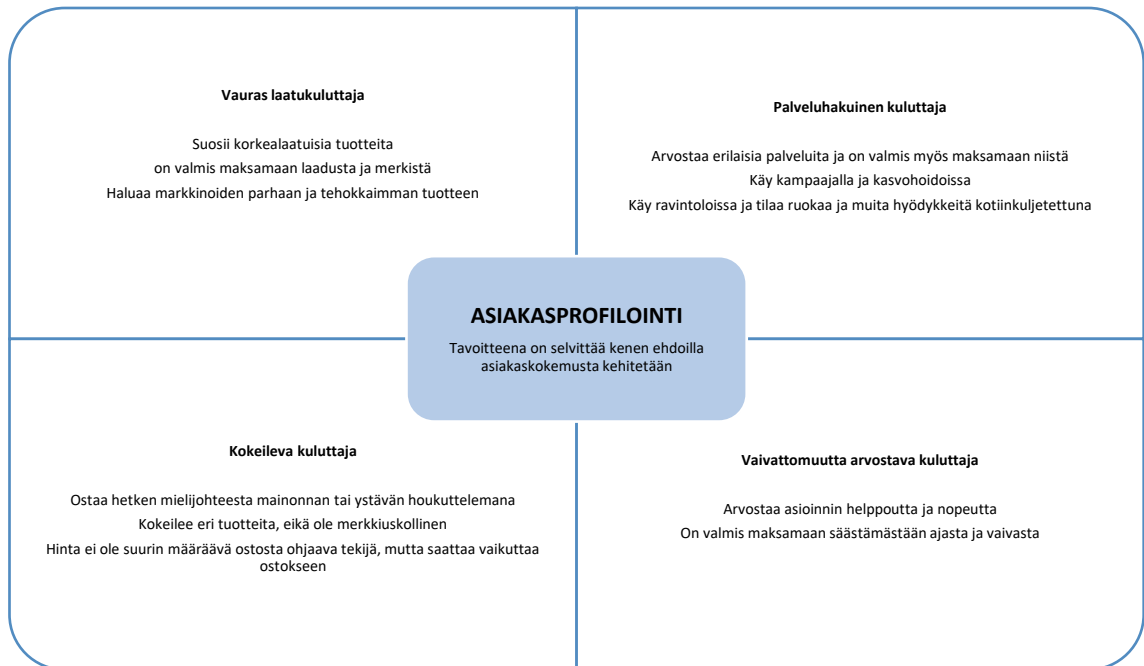 Vauras laatukuluttaja
Suosii korkealaatuisia tuotteita
on valmis maksamaan laadusta ja merkistä
Haluaa markkinoiden parhaan ja tehokkaimman tuotteen
Palveluhakuinen kuluttaja
Arvostaa erilaisia palveluita ja on valmis myös maksamaan niistä
Käy kampaajalla ja kasvohoidoissa
Käy ravintoloissa ja tilaa ruokaa ja muita hyödykkeitä kotiinkuljetettuna
ASIAKASPROFILOINTI
Tavoitteena on selvittää kenen ehdoilla
asiakaskokemusta kehitetään
Kokeileva kuluttaja
Ostaa hetken mielijohteesta mainonnan tai ystävän houkuttelemana
Kokeilee eri tuotteita, eikä ole merkkiuskollinen
Hinta ei ole suurin määräävä ostosta ohjaava tekijä, mutta saattaa vaikuttaa
ostokseen
Vaivattomuutta arvostava kuluttaja
Arvostaa asioinnin helppoutta ja nopeutta
On valmis maksamaan säästämästään ajasta ja vaivasta